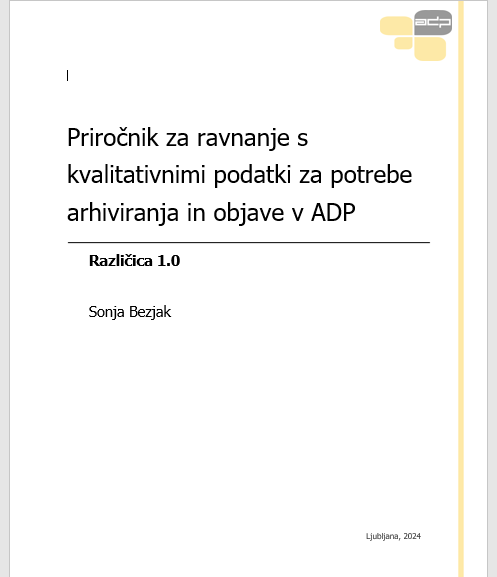 adp
Priročnik za ravnanje s
kvalitativnimi podatki za potrebe
arhiviranja in objave v ADP
Različica 1.0
Sonja Bezjak
Ljubljana, 2024